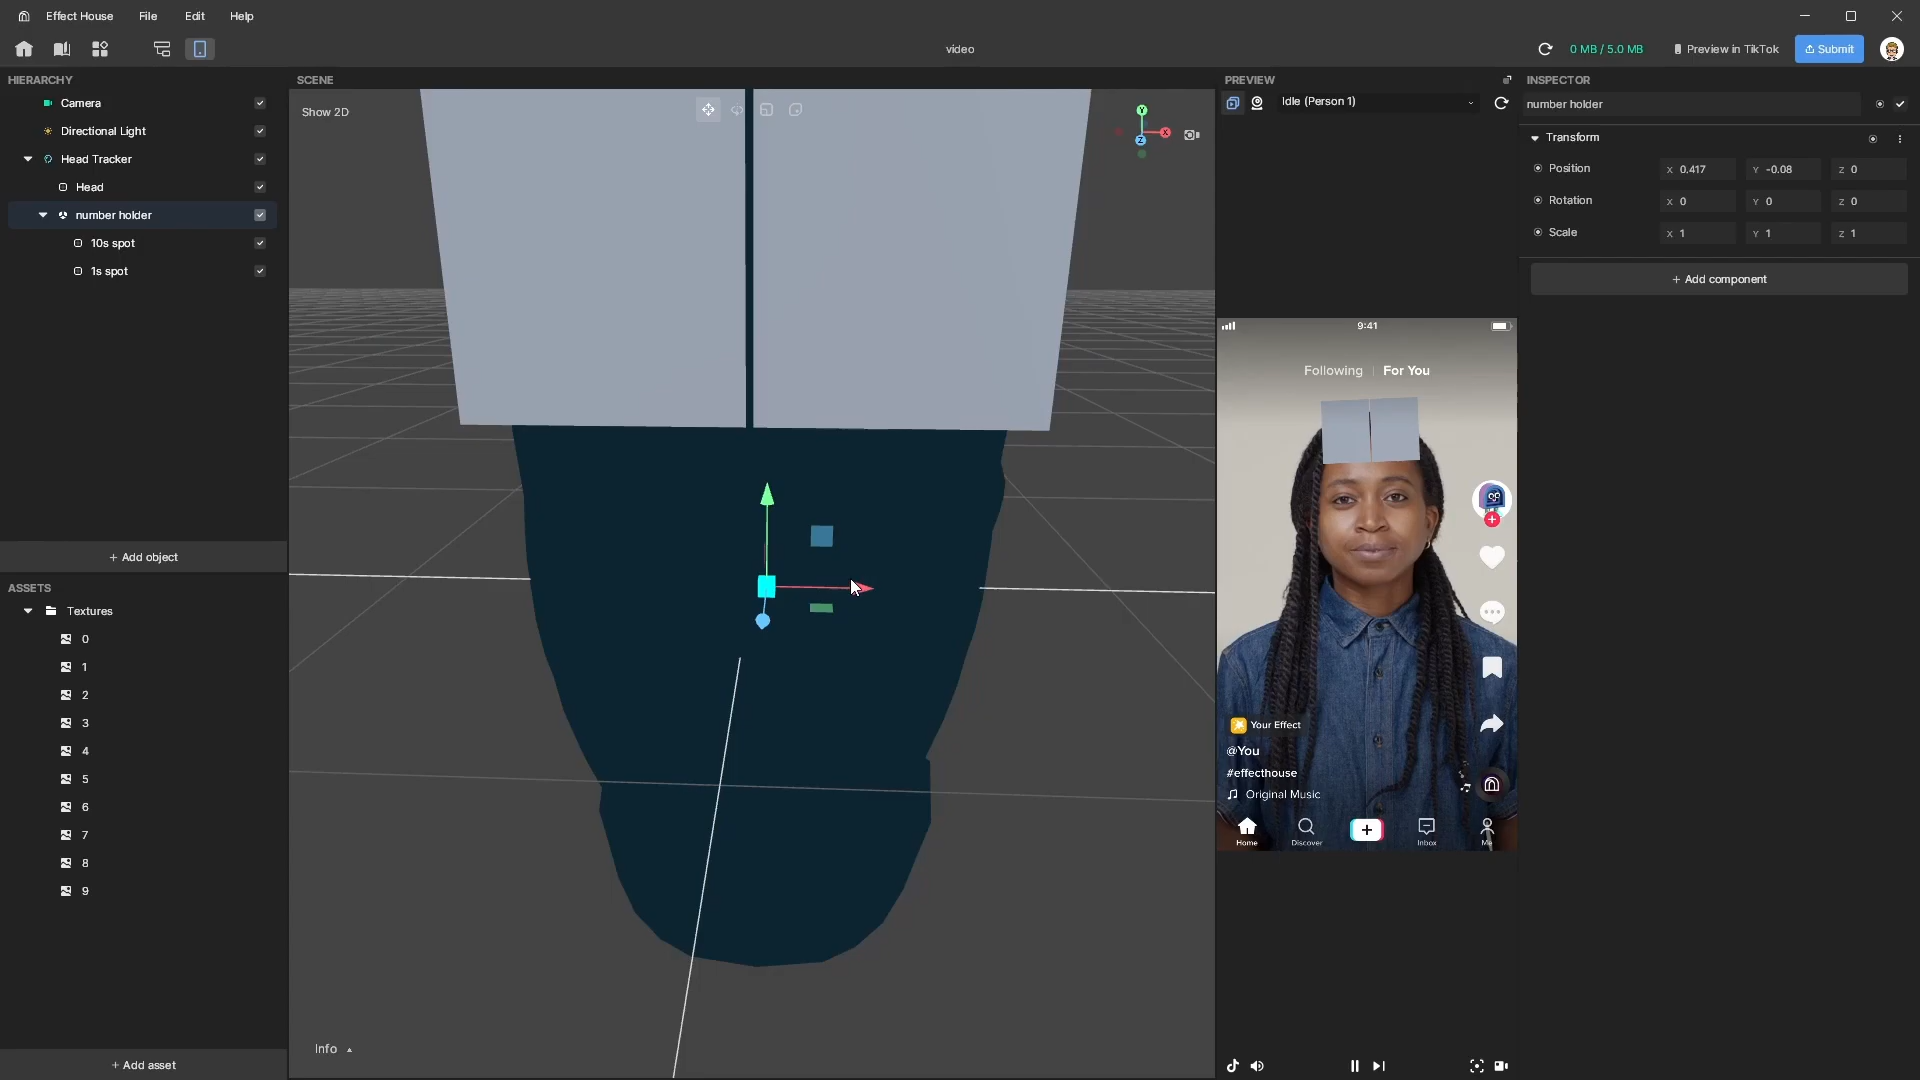 Effect House File Edit Help
video
0 MB / 5.0 MB Preview in TikTok Submit
HIERARCHY
Camera
Directional Light
Head Tracker
Head
number holder
10s spot
1s spot
+ Add object
ASSETS
Textures
0
1
2
3
4
5
6
7
8
9
+ Add asset
SCENE
Show 2D
Y
X
Z
Info
PREVIEW
Idle (Person 1)
9:41
Following For You
Your Effect
@You
#effecthouse
Original Music
Home Discover Inbox Me
INSPECTOR
number holder
Transform
Position X 0.417 Y -0.08 Z 0
Rotation X 0 Y 0 Z 0
Scale X 1 Y 1 Z 1
+ Add component